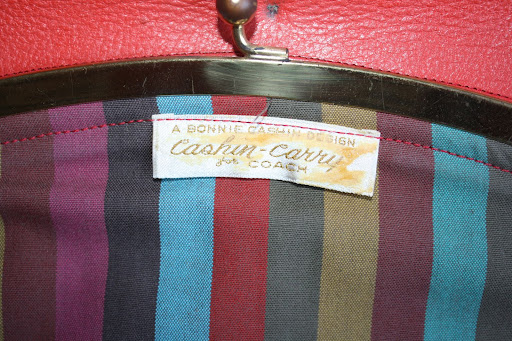 A BONNIE CASHIN DESIGN
Cashin-Carry
for COACH